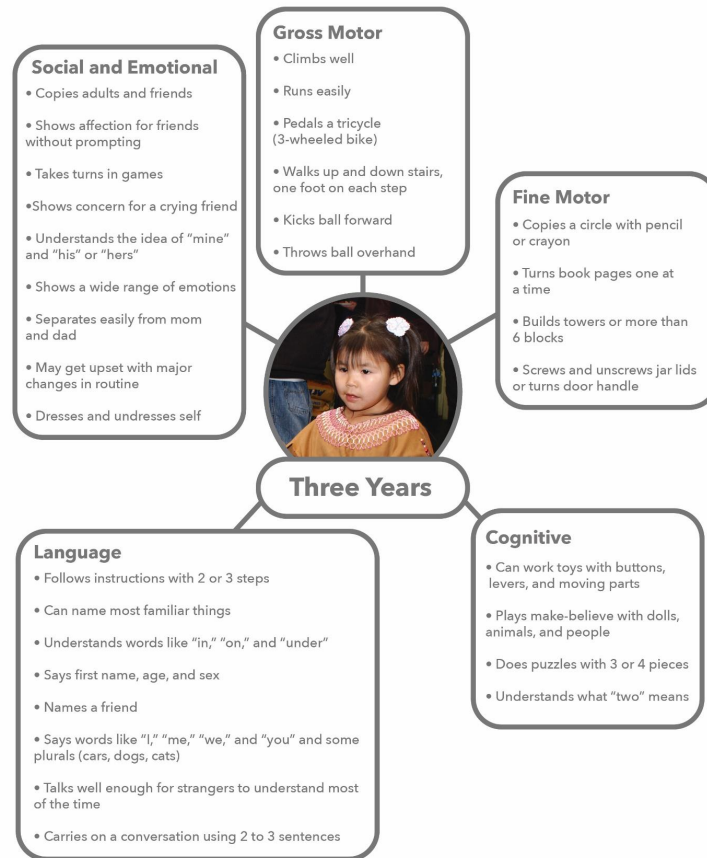 Social and Emotional
• Copies adults and friends
• Shows affection for friends
without prompting
• Takes turns in games
•Shows concern for a crying friend
• Understands the idea of “mine”
and “his” or “hers”
• Shows a wide range of emotions
• Separates easily from mom
and dad
• May get upset with major
changes in routine
• Dresses and undresses self
Gross Motor
• Climbs well
• Runs easily
• Pedals a tricycle
(3-wheeled bike)
• Walks up and down stairs,
one foot on each step
• Kicks ball forward
• Throws ball overhand
Fine Motor
• Copies a circle with pencil
or crayon
• Turns book pages one at
a time
• Builds towers or more than
6 blocks
• Screws and unscrews jar lids
or turns door handle
Three Years
Language
• Follows instructions with 2 or 3 steps
• Can name most familiar things
• Understands words like “in,” “on,” and “under”
• Says first name, age, and sex
• Names a friend
• Says words like “I,” “me,” “we,” and “you” and some
plurals (cars, dogs, cats)
• Talks well enough for strangers to understand most
of the time
• Carries on a conversation using 2 to 3 sentences
Cognitive
• Can work toys with buttons,
levers, and moving parts
• Plays make-believe with dolls,
animals, and people
• Does puzzles with 3 or 4 pieces
• Understands what “two” means